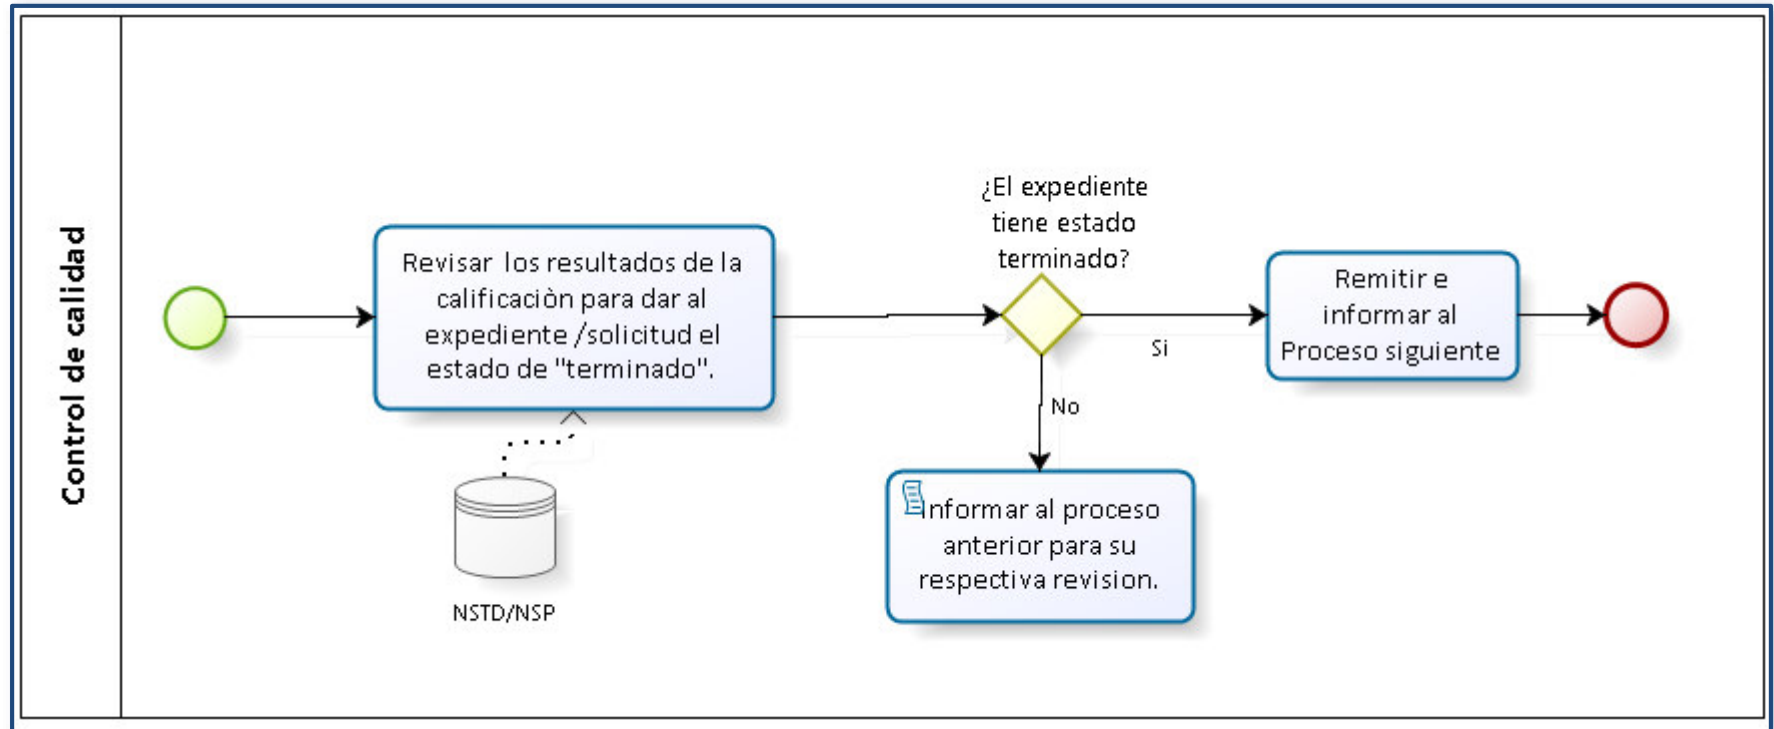 Control de calidad
Revisar los resultados de la
calificaciòn para dar al
expediente /solicitud el
estado de "terminado".
NSTD/NSP
¿El expediente
tiene estado
terminado?
Si
No
Remitir e
informar al
Proceso siguiente
Informar al proceso
anterior para su
respectiva revision.